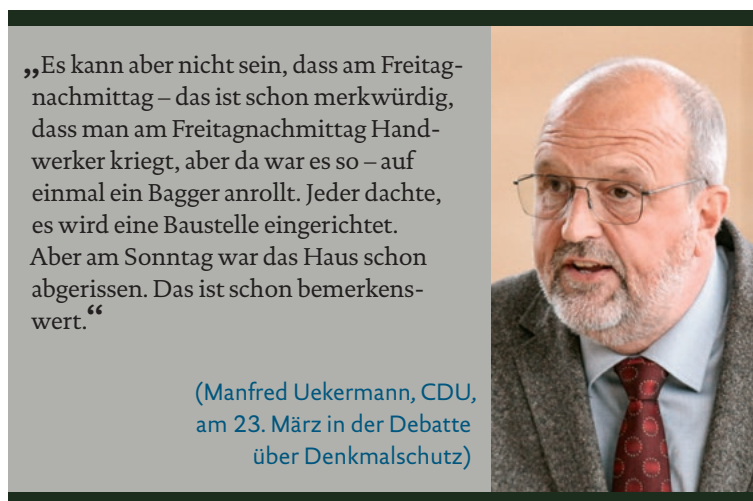 „Es kann aber nicht sein, dass am Freitag-
nachmittag – das ist schon merkwürdig,
dass man am Freitagnachmittag Hand-
werker kriegt, aber da war es so – auf
einmal ein Bagger anrollt. Jeder dachte,
es wird eine Baustelle eingerichtet.
Aber am Sonntag war das Haus schon
abgerissen. Das ist schon bemerkens-
wert.“
(Manfred Uekermann, CDU,
am 23. März in der Debatte
über Denkmalschutz)